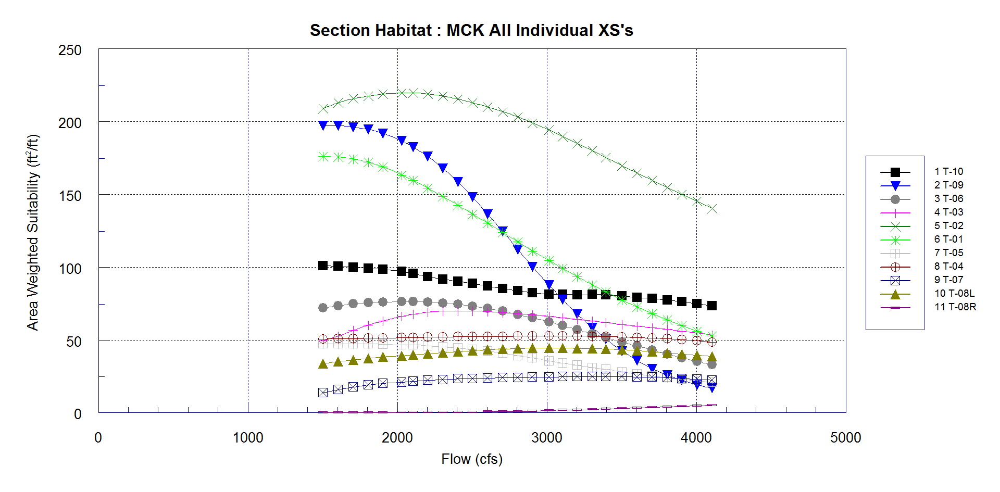 Section Habitat : MCK All Individual XS's
Area Weighted Suitability (ft²/ft)
250
200
150
100
50
0
0
1000
2000
3000
4000
5000
Flow (cfs)
1 T-10
2 T-09
3 T-06
4 T-03
5 T-02
6 T-01
7 T-05
8 T-04
9 T-07
10 T-08L
11 T-08R